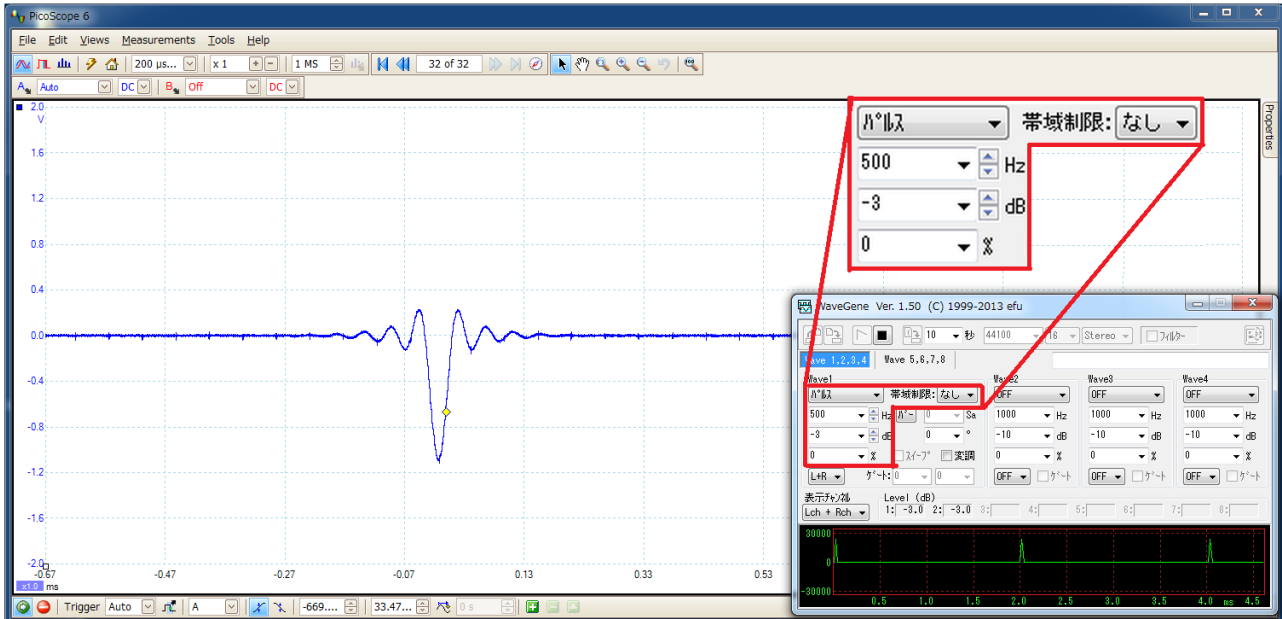 PicoScope 6
File Edit Views Measurements Tools Help
200 µs... x 1 1 MS 32 of 32
A Auto DC B Off DC
2.0
V
1.6
1.2
0.8
0.4
0.0
-0.4
-0.8
-1.2
-1.6
-2.0
-0.67 -0.47 -0.27 -0.07 0.13 0.33 0.53
x1.0 ms
Trigger Auto A -669.... 33.47... 0 s
Properties
パルス 帯域制限: なし
500 Hz
-3 dB
0 %
WaveGene Ver. 1.50 (C) 1999-2013 efu
10 秒 44100 16 Stereo フィルター
Wave 1,2,3,4 Wave 5,6,7,8
Wave1 Wave2 Wave3 Wave4
パルス 帯域制限: なし OFF OFF OFF
500 Hz 0 Sa 1000 Hz 1000 Hz 1000 Hz
-3 dB 0 ° -10 dB -10 dB -10 dB
0 % スイープ 変調 0 % 0 % 0 %
L+R ゲート: 0 0 OFF ゲート OFF ゲート OFF ゲート
表示チャンネル Level (dB)
Lch + Rch 1: -3.0 2: -3.0 3: 4: 5: 6: 7: 8:
30000
0
-30000
0.5 1.0 1.5 2.0 2.5 3.0 3.5 4.0 ms 4.5